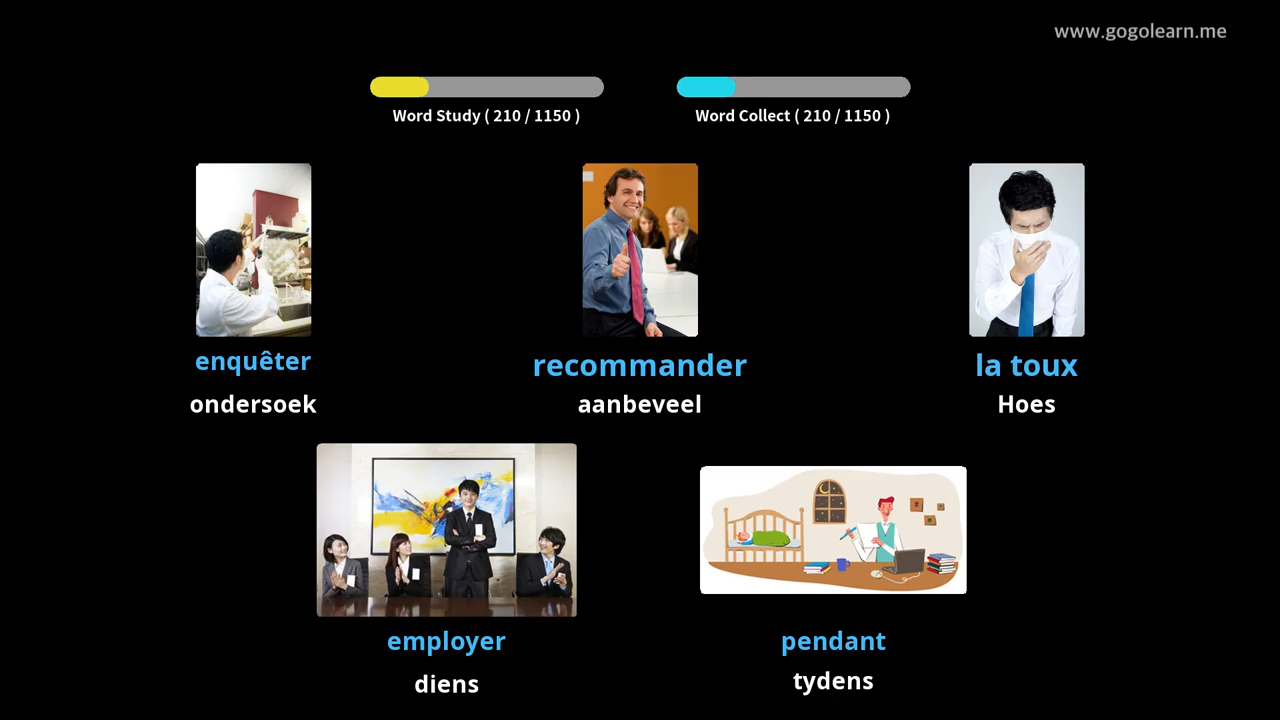 www.gogolearn.me
Word Study ( 210 / 1150 )
Word Collect ( 210 / 1150 )
enquêter
recommander
la toux
ondersoek
aanbeveel
Hoes
employer
pendant
diens
tydens